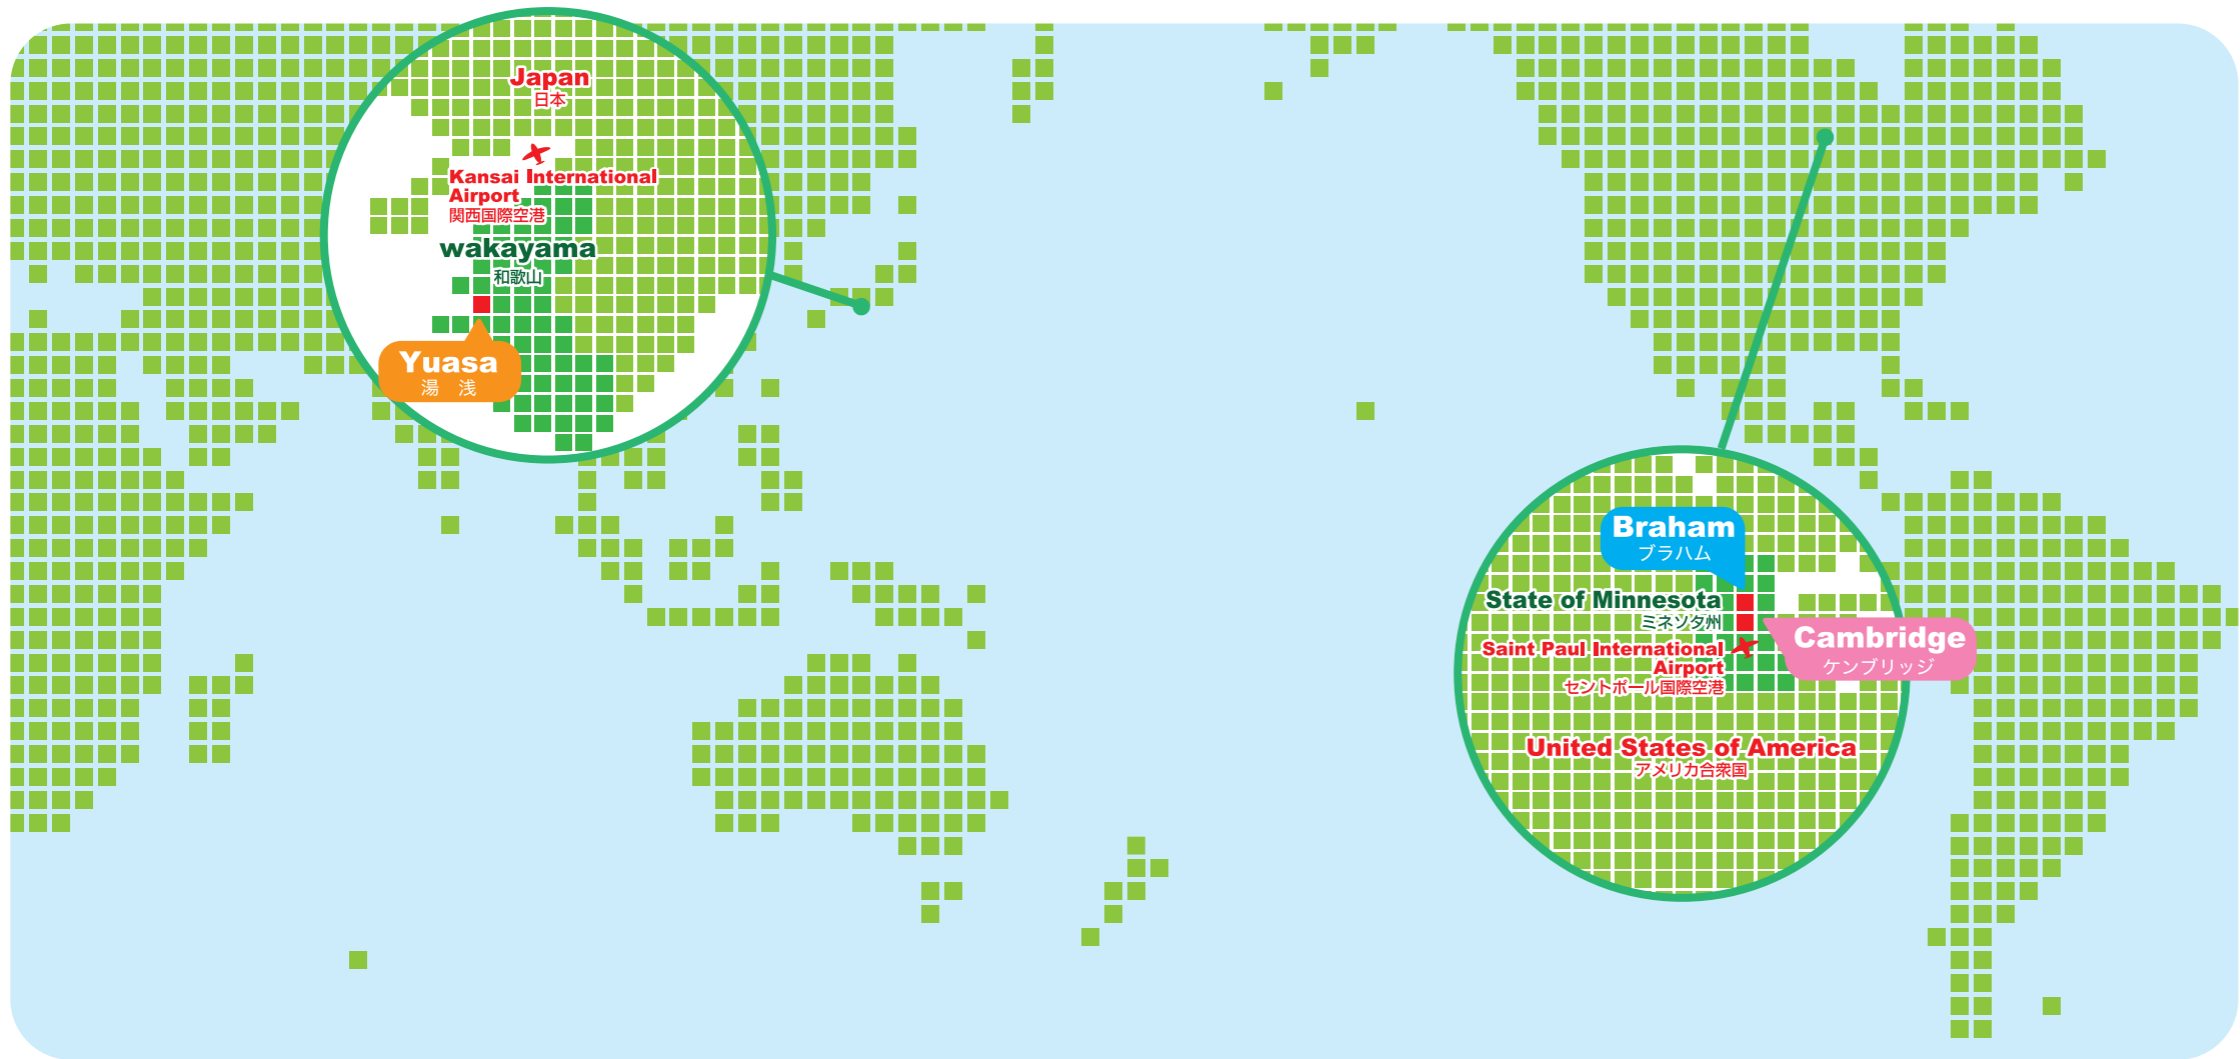 Japan
日本
Kansai International
Airport
関西国際空港
wakayama
和歌山
Yuasa
湯 浅
Braham
ブラハム
State of Minnesota
ミネソタ州
Saint Paul International
Airport
セントポール国際空港
Cambridge
ケンブリッジ
United States of America
アメリカ合衆国